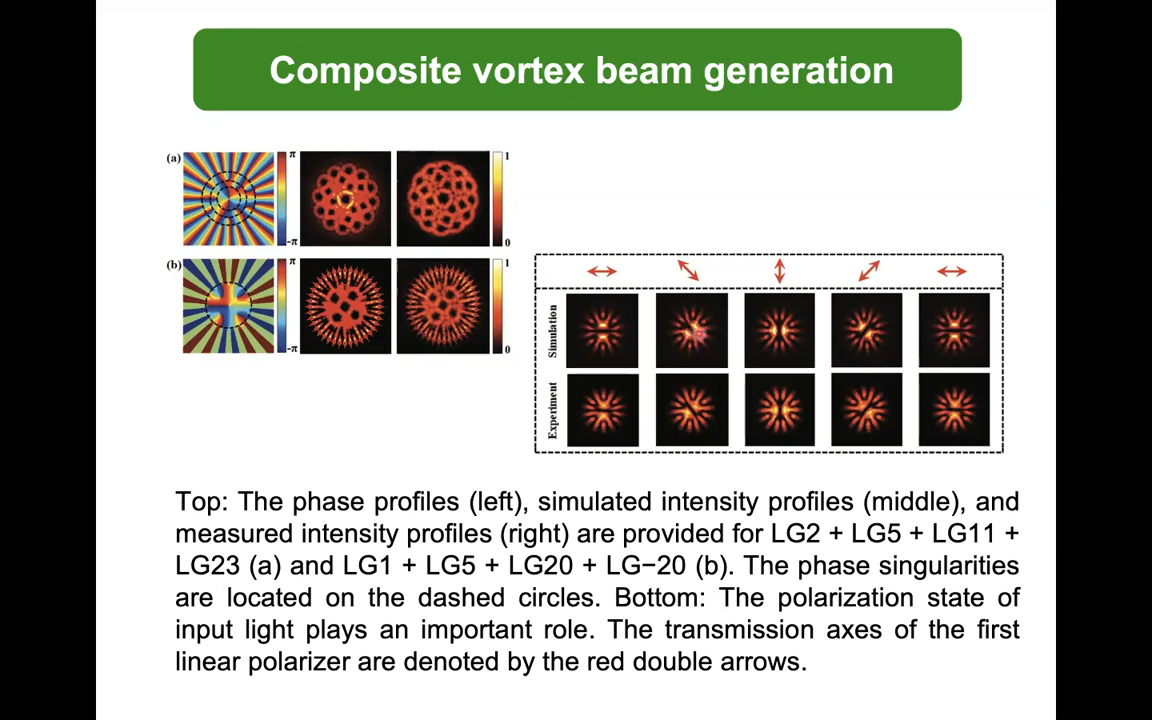 Composite vortex beam generation
(a)
π
-π
1
0
(b)
π
-π
1
0
Simulation
Experiment
Top: The phase profiles (left), simulated intensity profiles (middle), and
measured intensity profiles (right) are provided for LG2 + LG5 + LG11 +
LG23 (a) and LG1 + LG5 + LG20 + LG−20 (b). The phase singularities
are located on the dashed circles. Bottom: The polarization state of
input light plays an important role. The transmission axes of the first
linear polarizer are denoted by the red double arrows.